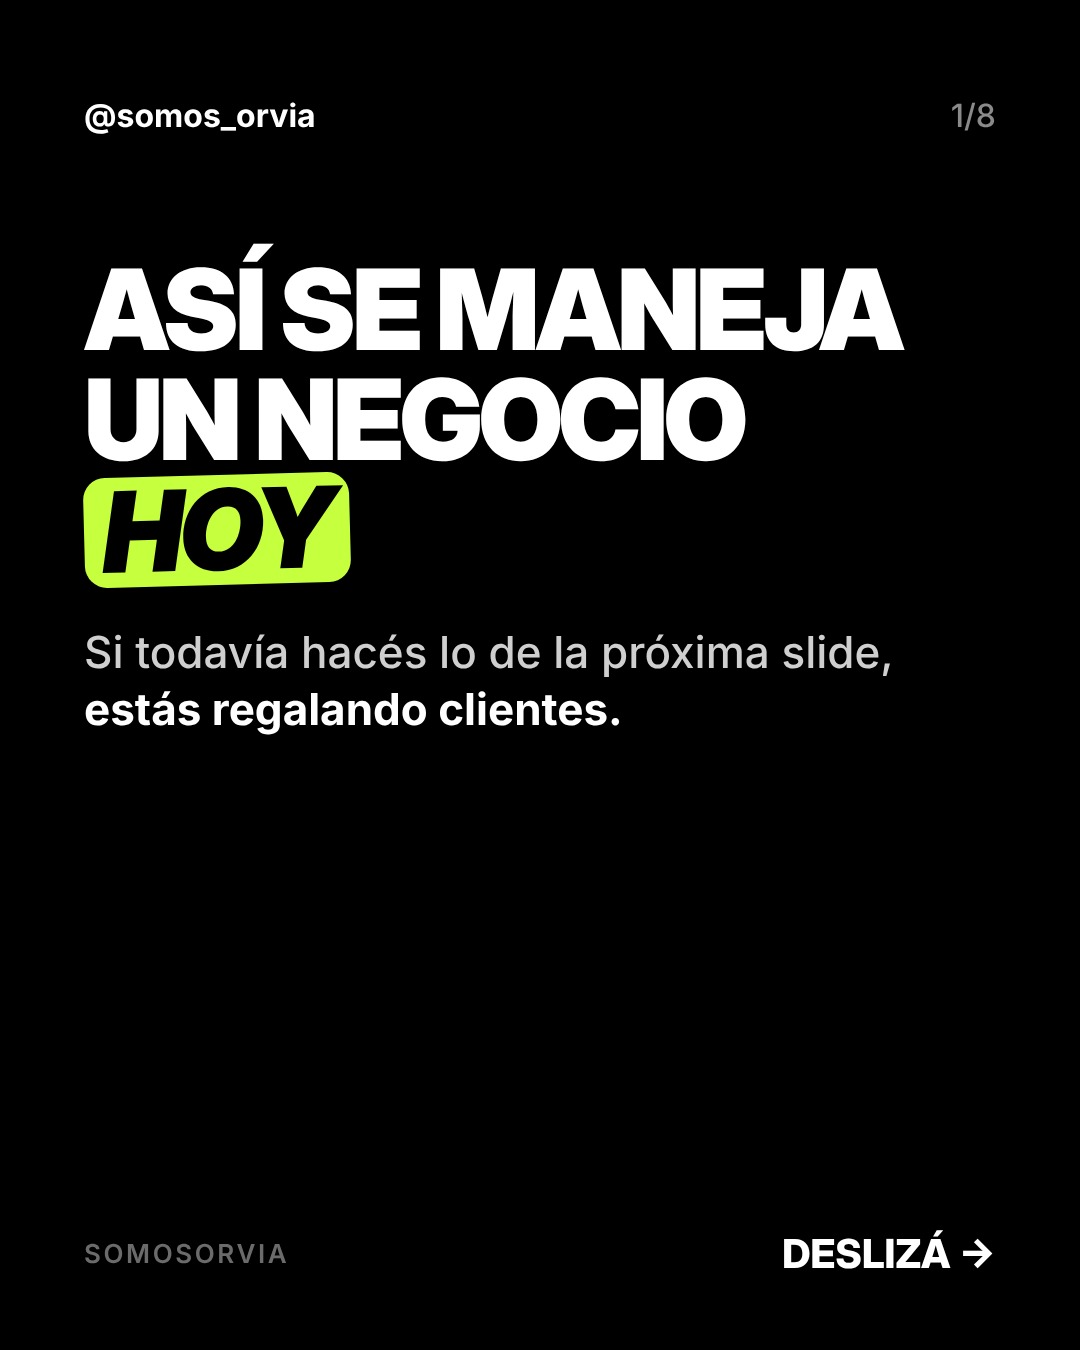 @somos_orvia
1/8
ASÍ SE MANEJA
UN NEGOCIO
HOY
Si todavía hacés lo de la próxima slide,
estás regalando clientes.
SOMOSORVIA
DESLIZÁ →